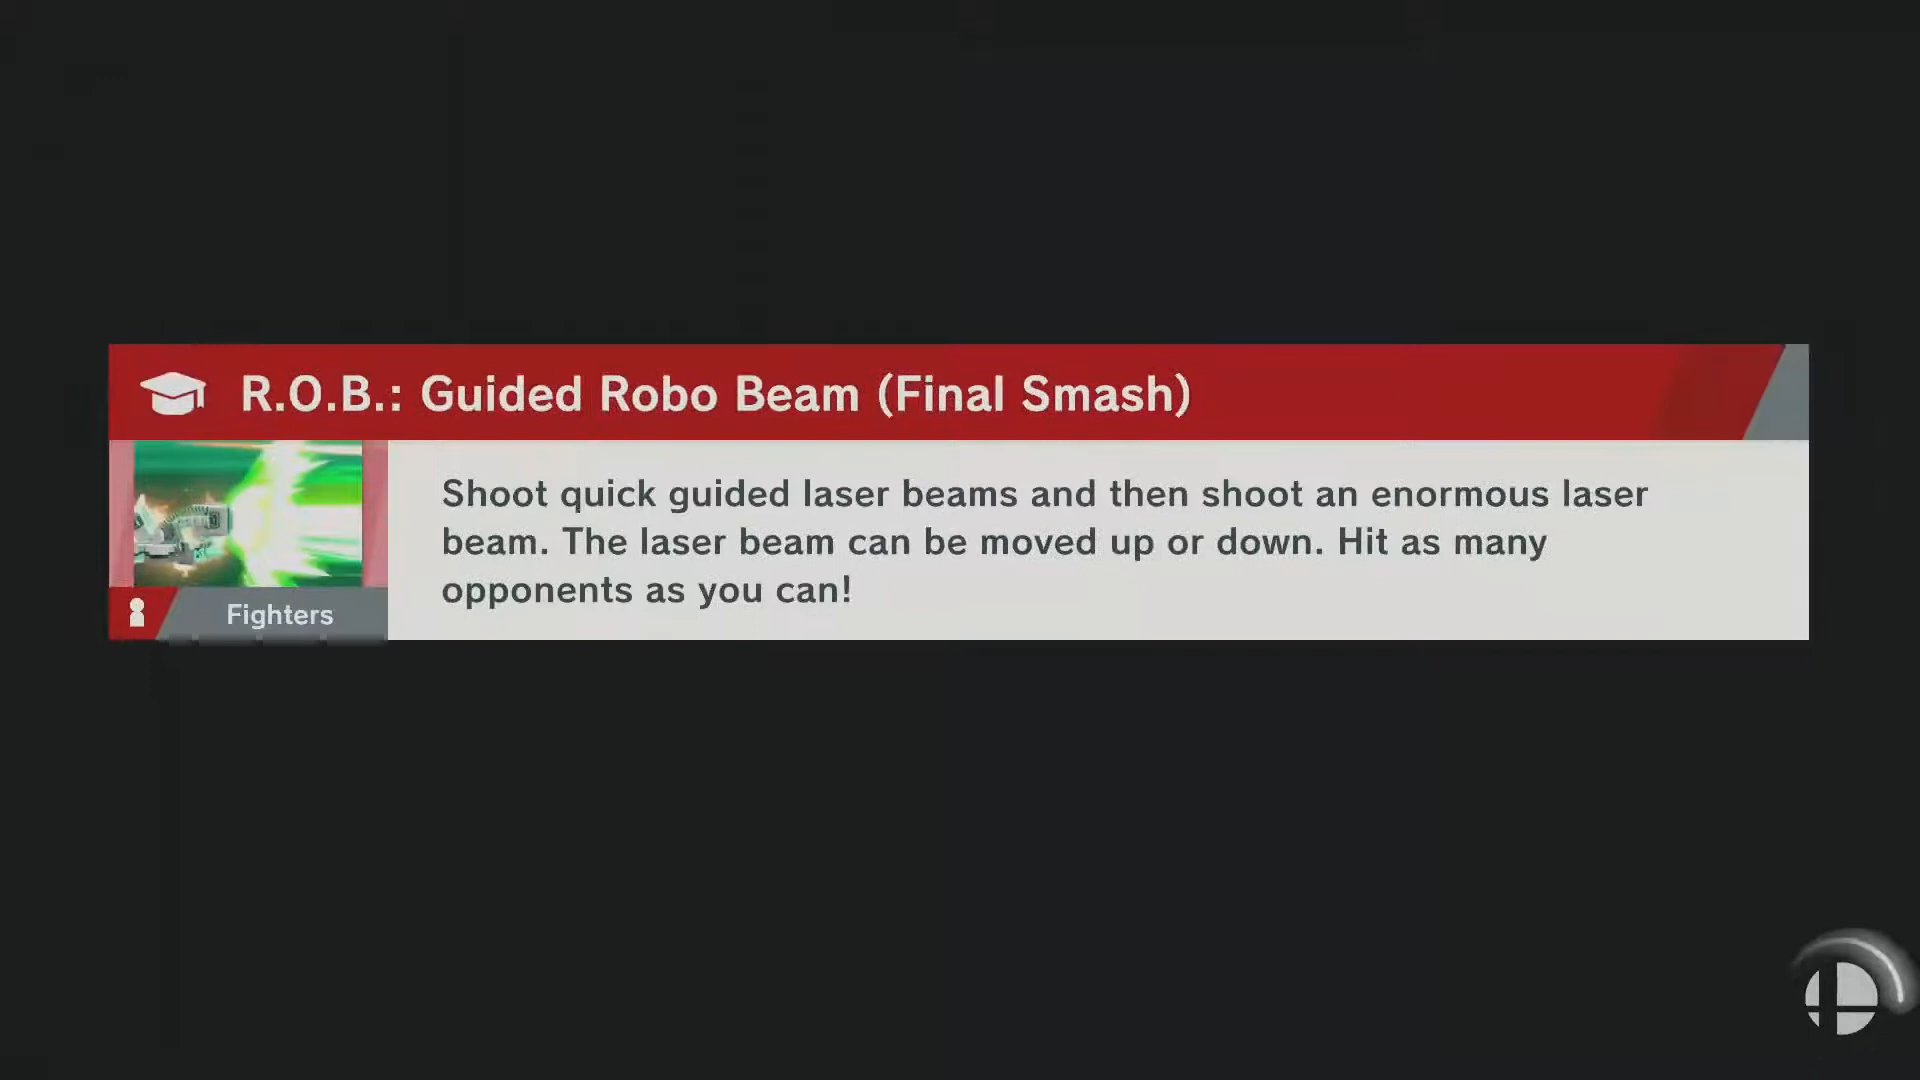 R.O.B.: Guided Robo Beam (Final Smash)
Shoot quick guided laser beams and then shoot an enormous laser
beam. The laser beam can be moved up or down. Hit as many
opponents as you can!
Fighters